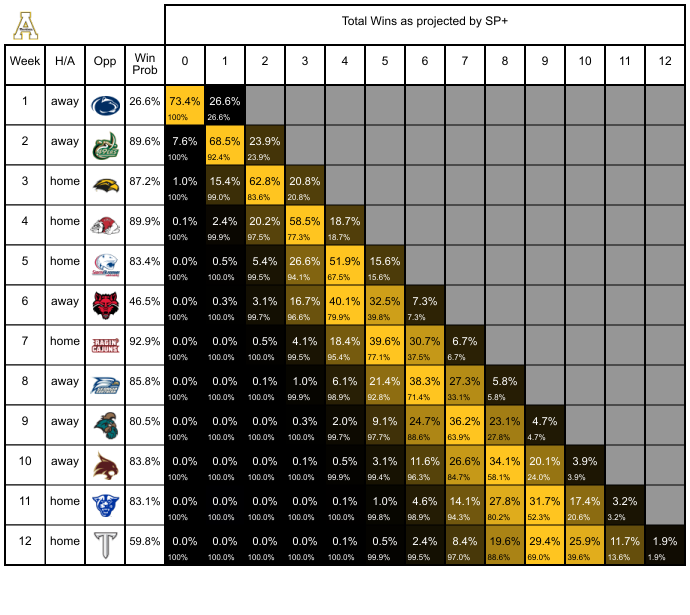 A
Total Wins as projected by SP+
Week H/A Opp Win Prob 0 1 2 3 4 5 6 7 8 9 10 11 12
1 away 26.6% 73.4% 26.6%
100% 26.6%
2 away 89.6% 7.6% 68.5% 23.9%
100% 92.4% 23.9%
3 home 87.2% 1.0% 15.4% 62.8% 20.8%
100% 99.0% 83.6% 20.8%
4 home 89.9% 0.1% 2.4% 20.2% 58.5% 18.7%
100% 99.9% 97.5% 77.3% 18.7%
5 home 83.4% 0.0% 0.5% 5.4% 26.6% 51.9% 15.6%
100% 100.0% 99.5% 94.1% 67.5% 15.6%
6 away 46.5% 0.0% 0.3% 3.1% 16.7% 40.1% 32.5% 7.3%
100% 100.0% 99.7% 96.6% 79.9% 39.8% 7.3%
7 home RAGIN CAJUNS 92.9% 0.0% 0.0% 0.5% 4.1% 18.4% 39.6% 30.7% 6.7%
100% 100.0% 100.0% 99.5% 95.4% 77.1% 37.5% 6.7%
8 away 85.8% 0.0% 0.0% 0.1% 1.0% 6.1% 21.4% 38.3% 27.3% 5.8%
100% 100.0% 100.0% 99.9% 98.9% 92.8% 71.4% 33.1% 5.8%
9 away 80.5% 0.0% 0.0% 0.0% 0.3% 2.0% 9.1% 24.7% 36.2% 23.1% 4.7%
100% 100.0% 100.0% 100.0% 99.7% 97.7% 88.6% 63.9% 27.8% 4.7%
10 away 83.8% 0.0% 0.0% 0.0% 0.1% 0.5% 3.1% 11.6% 26.6% 34.1% 20.1% 3.9%
100% 100.0% 100.0% 100.0% 99.9% 99.4% 96.3% 84.7% 58.1% 24.0% 3.9%
11 home 83.1% 0.0% 0.0% 0.0% 0.0% 0.1% 1.0% 4.6% 14.1% 27.8% 31.7% 17.4% 3.2%
100% 100.0% 100.0% 100.0% 100.0% 99.8% 98.9% 94.3% 80.2% 52.3% 20.6% 3.2%
12 home T 59.8% 0.0% 0.0% 0.0% 0.0% 0.1% 0.5% 2.4% 8.4% 19.6% 29.4% 25.9% 11.7% 1.9%
100% 100.0% 100.0% 100.0% 100.0% 99.9% 99.5% 97.0% 88.6% 69.0% 39.6% 13.6% 1.9%